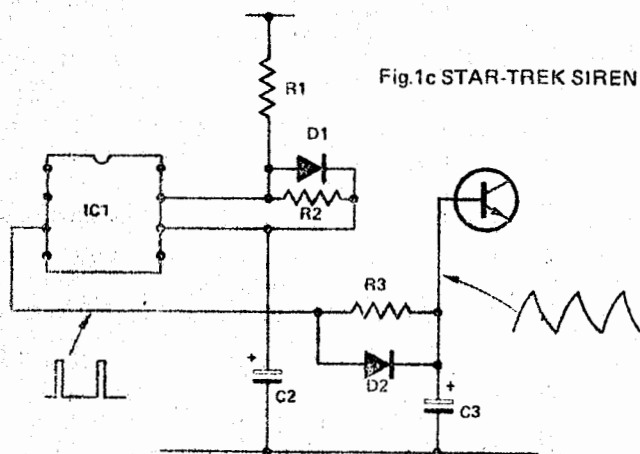 Fig.1c STAR-TREK SIREN
R1
D1
R2
IC1
R3
D2
+
C2
+
C3